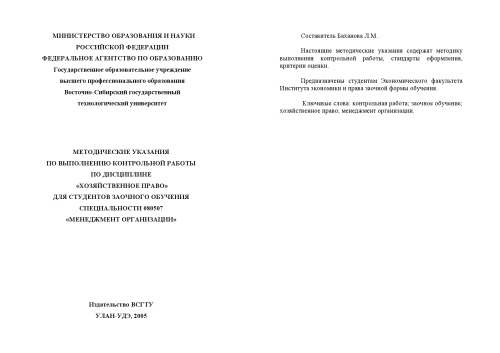 МИНИСТЕРСТВО ОБРАЗОВАНИЯ И НАУКИ
РОССИЙСКОЙ ФЕДЕРАЦИИ
ФЕДЕРАЛЬНОЕ АГЕНТСТВО ПО ОБРАЗОВАНИЮ
Государственное образовательное учреждение
высшего профессионального образования
Восточно-Сибирский государственный
технологический университет
МЕТОДИЧЕСКИЕ УКАЗАНИЯ
ПО ВЫПОЛНЕНИЮ КОНТРОЛЬНОЙ РАБОТЫ
ПО ДИСЦИПЛИНЕ
«ХОЗЯЙСТВЕННОЕ ПРАВО»
ДЛЯ СТУДЕНТОВ ЗАОЧНОГО ОБУЧЕНИЯ
СПЕЦИАЛЬНОСТИ 080507
«МЕНЕДЖМЕНТ ОРГАНИЗАЦИИ»
Издательство ВСГТУ
УЛАН-УДЭ, 2005
Составитель Баханова Л.М.
Настоящие методические указания содержат методику
выполнения контрольной работы, стандарты оформления,
критерии оценки.
Предназначены студентам Экономического факультета
Института экономики и права заочной формы обучения.
Ключевые слова: контрольная работа; заочное обучение;
хозяйственное право; менеджмент организации.